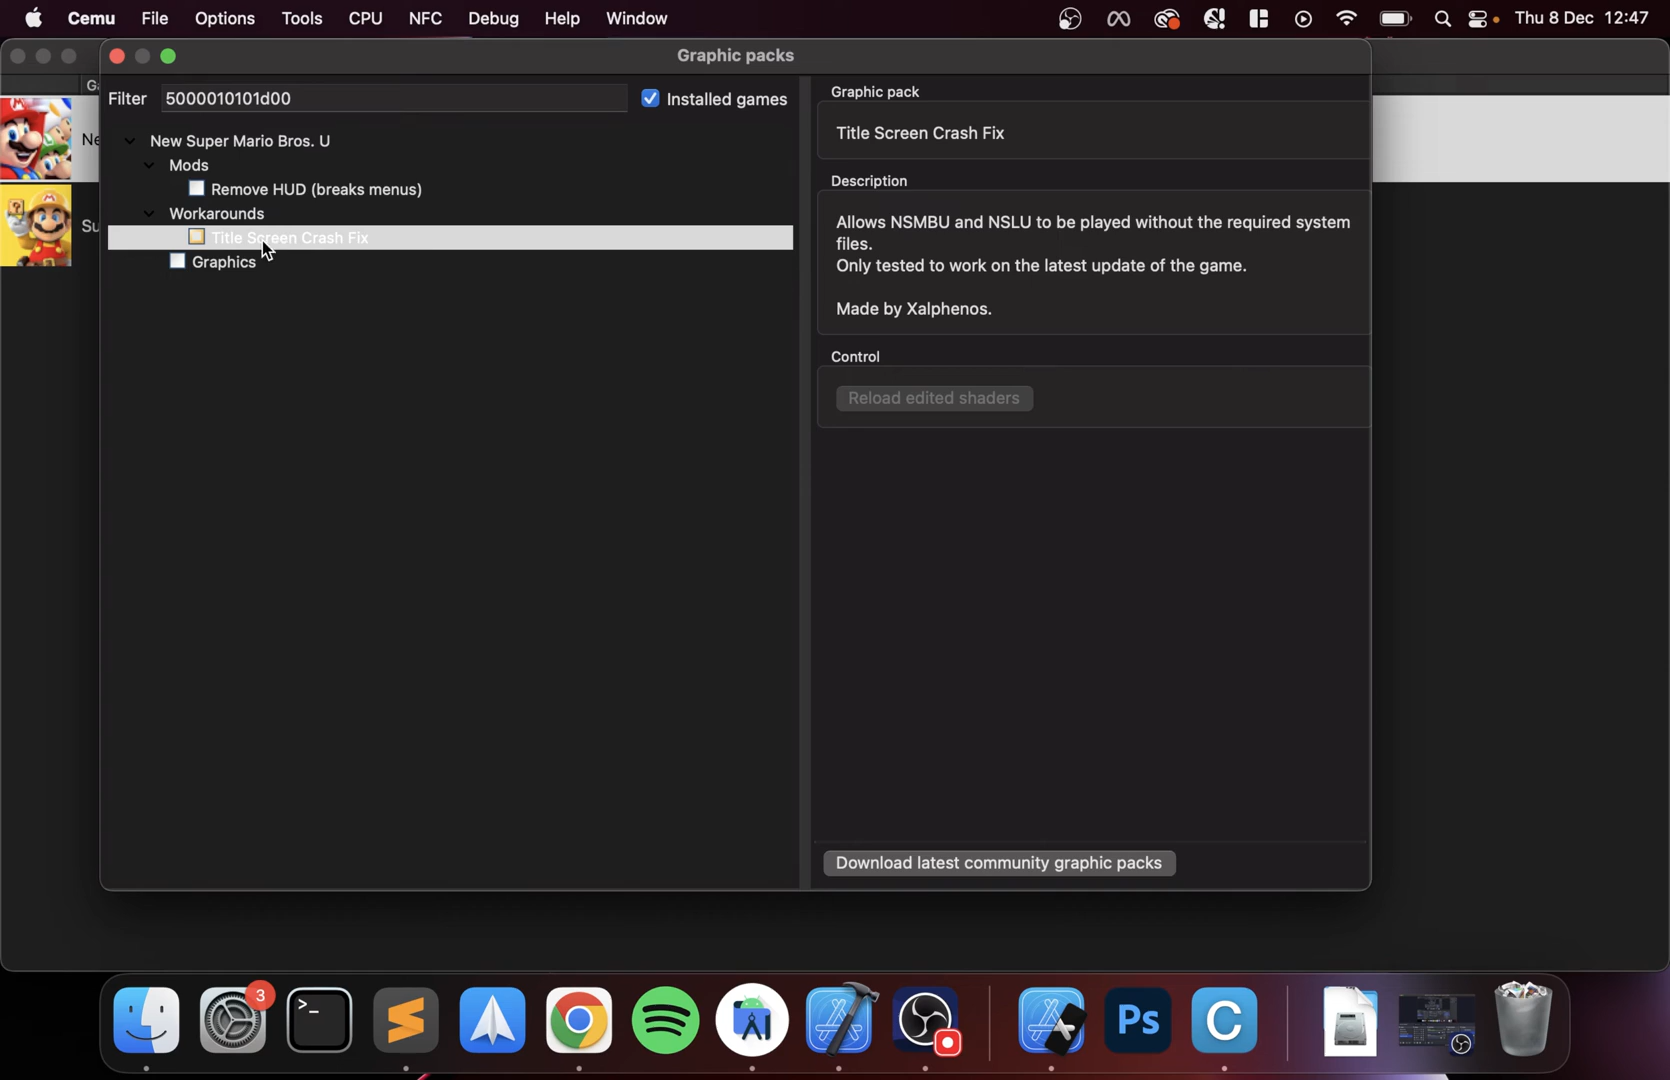 Cemu File Options Tools CPU NFC Debug Help Window Thu 8 Dec 12:47
Graphic packs
Filter 5000010101d00 Installed games
Graphic pack
Title Screen Crash Fix
New Super Mario Bros. U
Mods
Remove HUD (breaks menus)
Workarounds
Title Screen Crash Fix
Graphics
Description
Allows NSMBU and NSLU to be played without the required system
files.
Only tested to work on the latest update of the game.
Made by Xalphenos.
Control
Reload edited shaders
Download latest community graphic packs
Ga
Ne
Su
3
>_
Ps
C